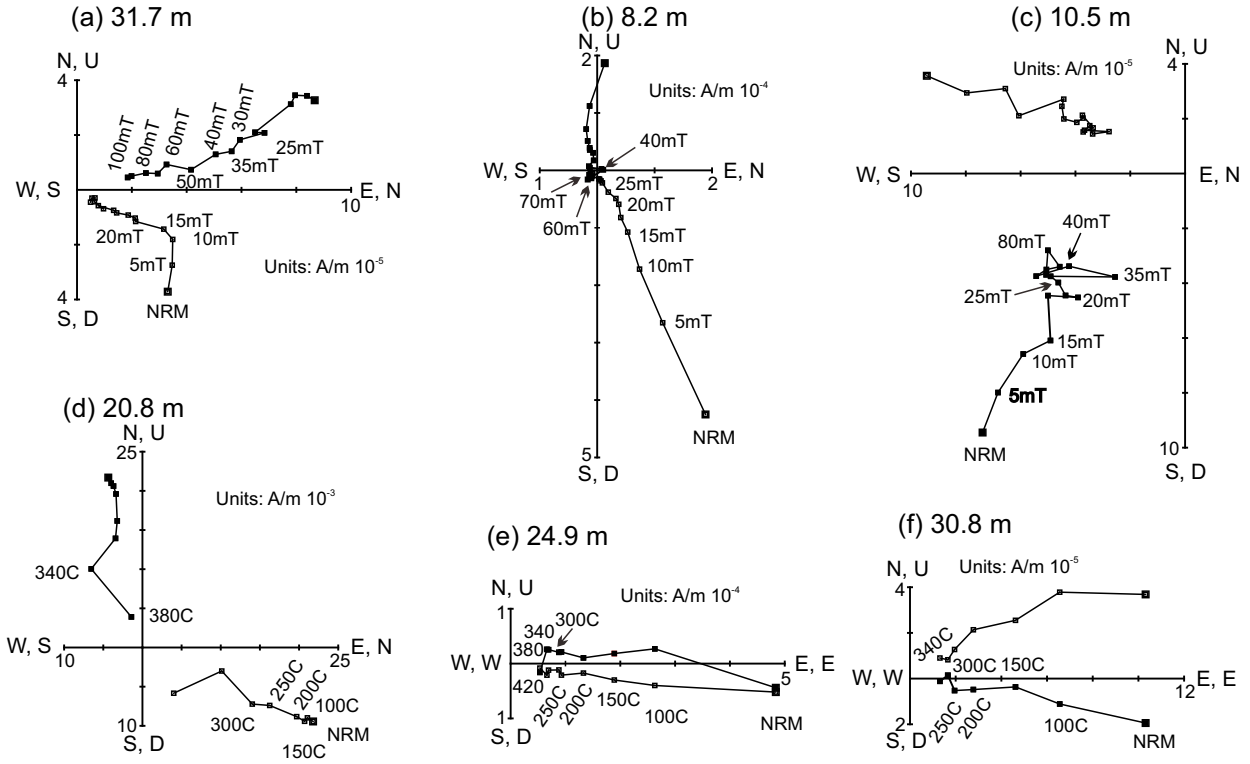 (a) 31.7 m
N, U
4
100mT
80mT
60mT
40mT
30mT
25mT
35mT
50mT
W, S
E, N
10
15mT
10mT
20mT
5mT
Units: A/m 10-5
4
NRM
S, D
(b) 8.2 m
N, U
2
Units: A/m 10-4
40mT
W, S
1
E, N
2
70mT
60mT
25mT
20mT
15mT
10mT
5mT
NRM
5
S, D
(c) 10.5 m
4
N, U
Units: A/m 10-5
W, S
10
E, N
80mT
40mT
35mT
25mT
20mT
15mT
10mT
5mT
NRM
10
S, D
(d) 20.8 m
N, U
25
Units: A/m 10-3
340C
380C
W, S
10
E, N
25
250C
200C
100C
300C
NRM
150C
10
S, D
(e) 24.9 m
N, U
1
Units: A/m 10-4
340
300C
380
W, W
E, E
5
420
250C
200C
150C
100C
NRM
1
S, D
(f) 30.8 m
Units: A/m 10-5
N, U
4
340C
300C
150C
W, W
E, E
12
250C
200C
100C
NRM
2
S, D